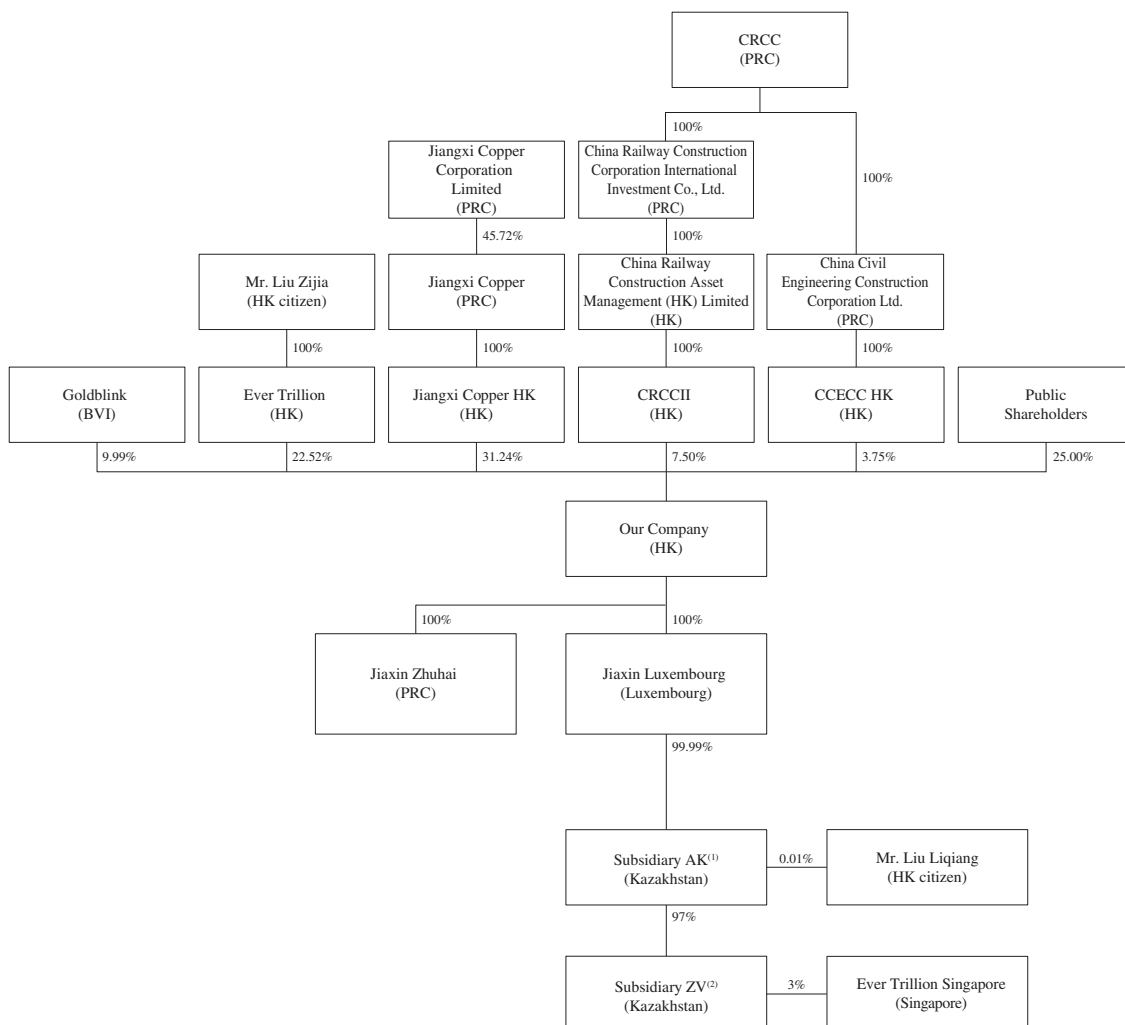 CRCC
(PRC)
100%
100%
Jiangxi Copper
Corporation
Limited
(PRC)
China Railway Construction
Corporation International
Investment Co., Ltd.
(PRC)
45.72%
100%
Mr. Liu Zijia
(HK citizen)
Jiangxi Copper
(PRC)
China Railway
Construction Asset
Management (HK) Limited
(HK)
China Civil
Engineering Construction
Corporation Ltd.
(PRC)
100%
100%
100%
100%
Goldblink
(BVI)
Ever Trillion
(HK)
Jiangxi Copper HK
(HK)
CRCCII
(HK)
CCECC HK
(HK)
Public
Shareholders
9.99%
22.52%
31.24%
7.50%
3.75%
25.00%
Our Company
(HK)
100%
100%
Jiaxin Zhuhai
(PRC)
Jiaxin Luxembourg
(Luxembourg)
99.99%
Subsidiary AK(1)
(Kazakhstan)
0.01%
Mr. Liu Liqiang
(HK citizen)
97%
Subsidiary ZV(2)
(Kazakhstan)
3%
Ever Trillion Singapore
(Singapore)